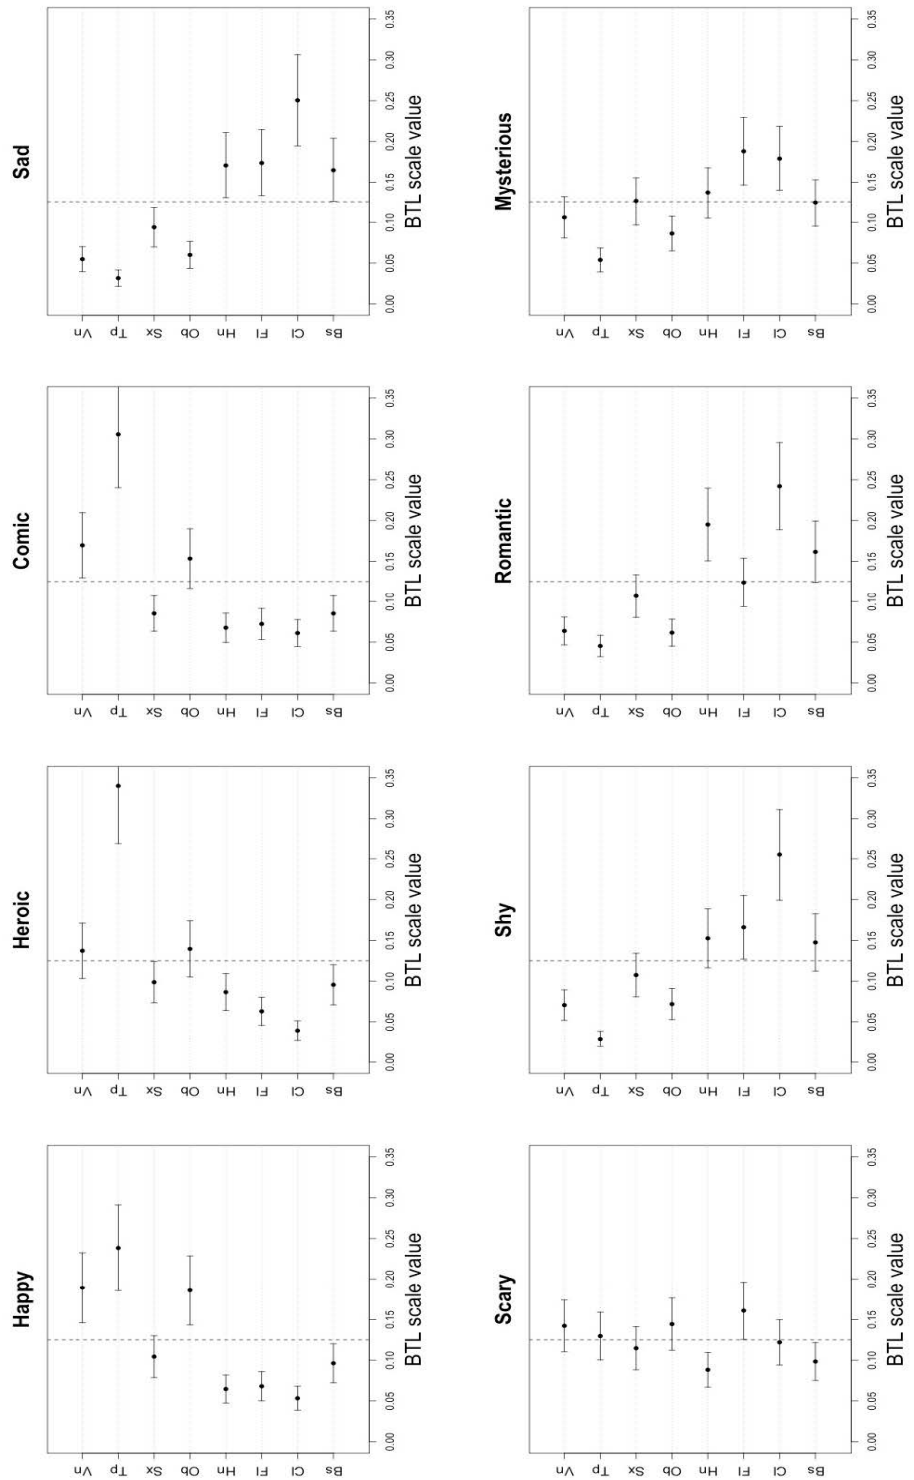 Happy
Vn
Tp
Sx
Ob
Hn
Fl
Cl
Bs
0.00 0.05 0.10 0.15 0.20 0.25 0.30 0.35
BTL scale value
Heroic
Vn
Tp
Sx
Ob
Hn
Fl
Cl
Bs
0.00 0.05 0.10 0.15 0.20 0.25 0.30 0.35
BTL scale value
Comic
Vn
Tp
Sx
Ob
Hn
Fl
Cl
Bs
0.00 0.05 0.10 0.15 0.20 0.25 0.30 0.35
BTL scale value
Sad
Vn
Tp
Sx
Ob
Hn
Fl
Cl
Bs
0.00 0.05 0.10 0.15 0.20 0.25 0.30 0.35
BTL scale value
Scary
Vn
Tp
Sx
Ob
Hn
Fl
Cl
Bs
0.00 0.05 0.10 0.15 0.20 0.25 0.30 0.35
BTL scale value
Shy
Vn
Tp
Sx
Ob
Hn
Fl
Cl
Bs
0.00 0.05 0.10 0.15 0.20 0.25 0.30 0.35
BTL scale value
Romantic
Vn
Tp
Sx
Ob
Hn
Fl
Cl
Bs
0.00 0.05 0.10 0.15 0.20 0.25 0.30 0.35
BTL scale value
Mysterious
Vn
Tp
Sx
Ob
Hn
Fl
Cl
Bs
0.00 0.05 0.10 0.15 0.20 0.25 0.30 0.35
BTL scale value